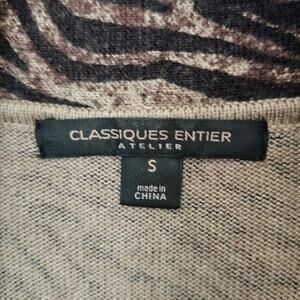 CLASSIQUES ENTIER
ATELIER
S
made in
CHINA